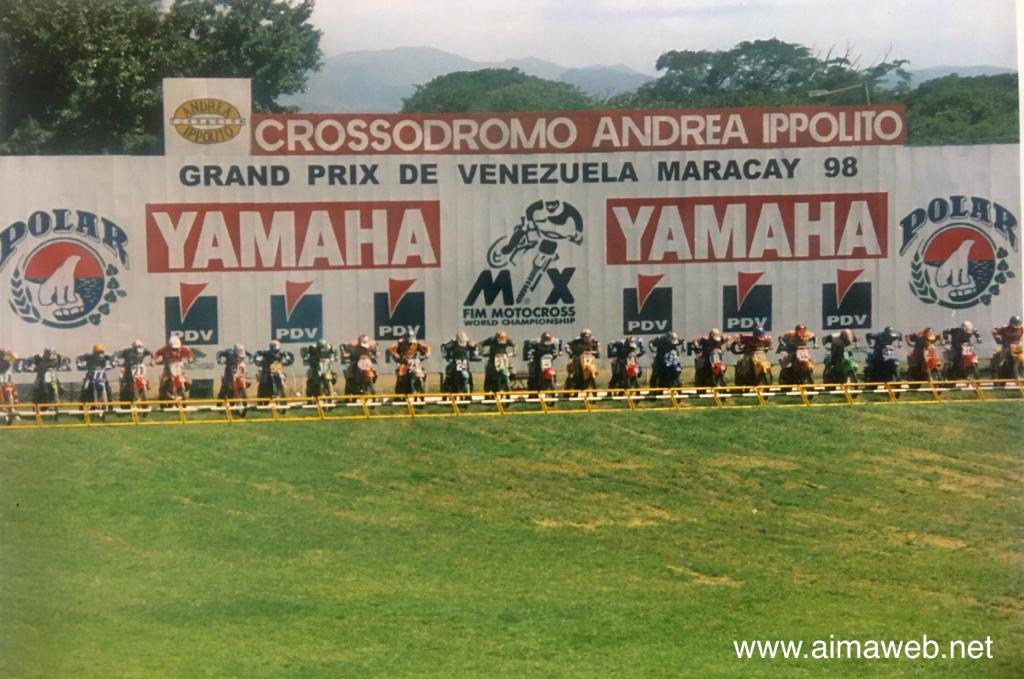 ANDREA
IPPOLITO
CROSSODROMO ANDREA IPPOLITO
GRAND PRIX DE VENEZUELA MARACAY 98
POLAR
YAMAHA
YAMAHA
POLAR
PDV
PDV
PDV
MX
FIM MOTOCROSS
WORLD CHAMPIONSHIP
PDV
PDV
PDV
www.aimaweb.net